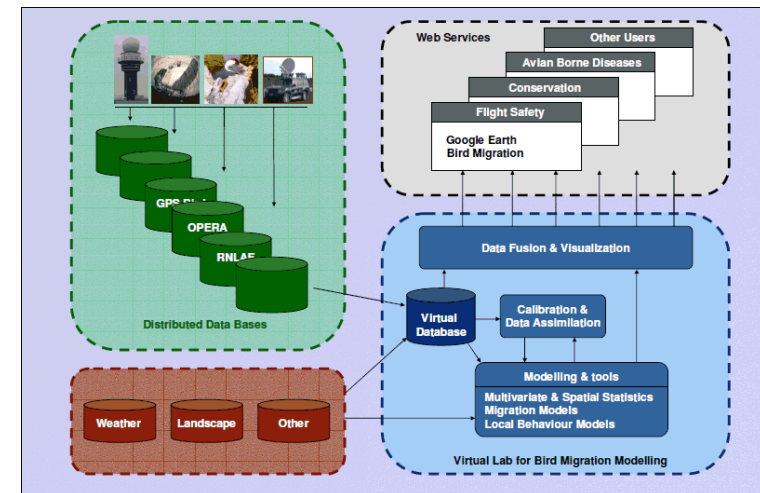 Web Services
Other Users
Avian Borne Diseases
Conservation
Flight Safety
Google Earth
Bird Migration
GPS
OPERA
Distributed Data Bases
Data Fusion & Visualization
Virtual
Database
Calibration &
Data Assimilation
Modelling & tools
Multivariate & Spatial Statistics
Migration Models
Local Behaviour Models
Virtual Lab for Bird Migration Modelling
Weather
Landscape
Other